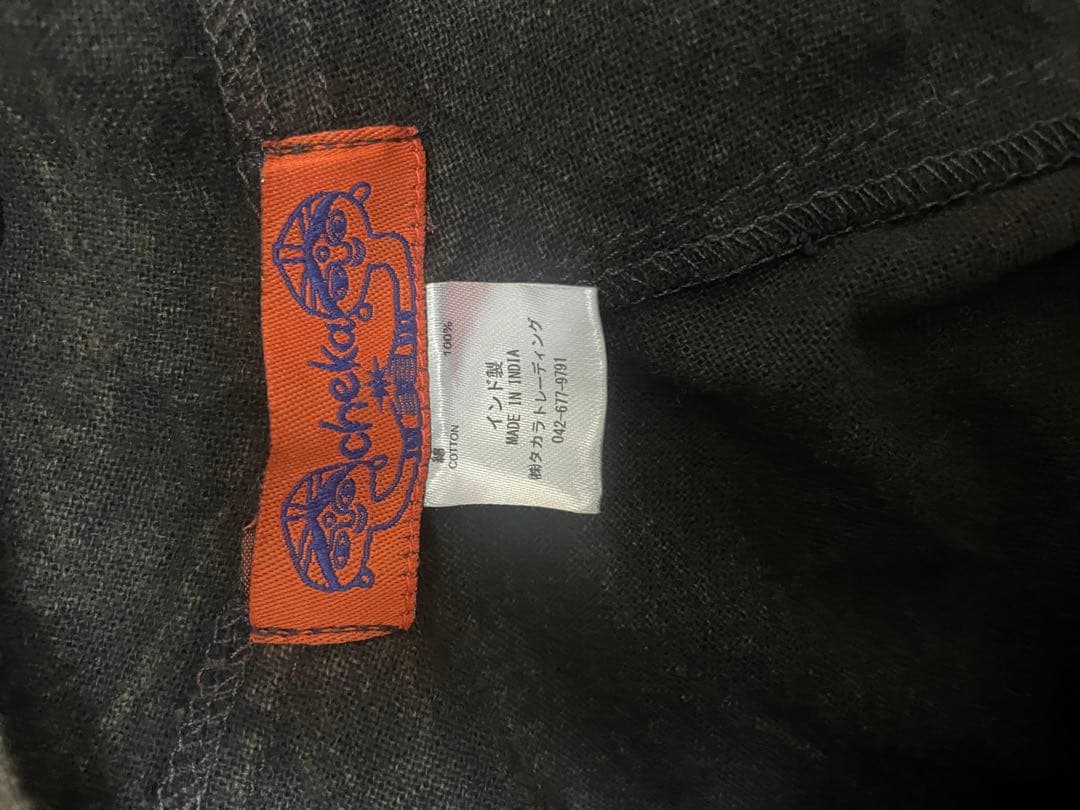 cheka
綿 100%
COTTON
インド製
MADE IN INDIA
㈱タカラトレーディング
042-677-9791